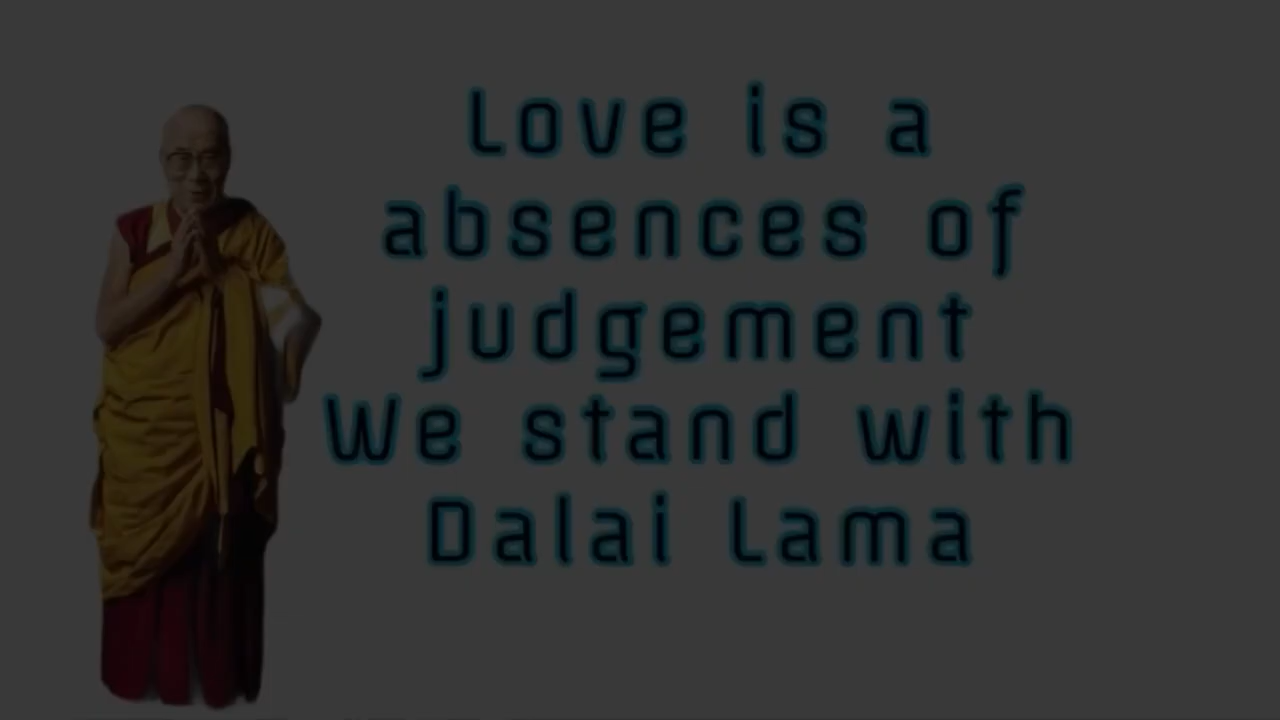 Love is a
absences of
judgement
We stand with
Dalai Lama